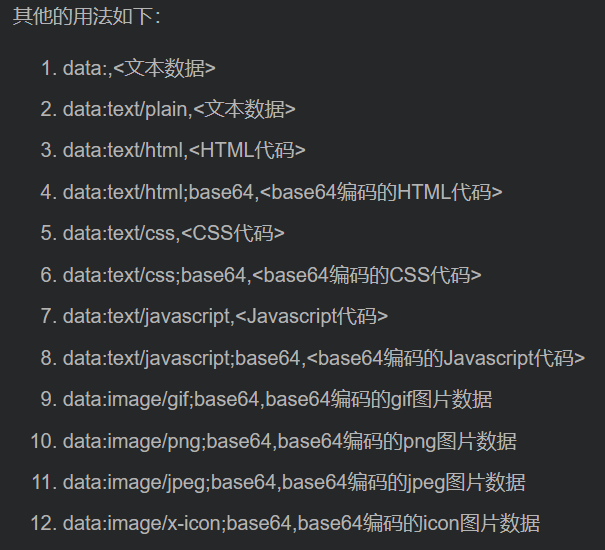 其他的用法如下：
1. data:,<文本数据>
2. data:text/plain,<文本数据>
3. data:text/html,<HTML代码>
4. data:text/html;base64,<base64编码的HTML代码>
5. data:text/css,<CSS代码>
6. data:text/css;base64,<base64编码的CSS代码>
7. data:text/javascript,<Javascript代码>
8. data:text/javascript;base64,<base64编码的Javascript代码>
9. data:image/gif;base64,base64编码的gif图片数据
10. data:image/png;base64,base64编码的png图片数据
11. data:image/jpeg;base64,base64编码的jpeg图片数据
12. data:image/x-icon;base64,base64编码的icon图片数据